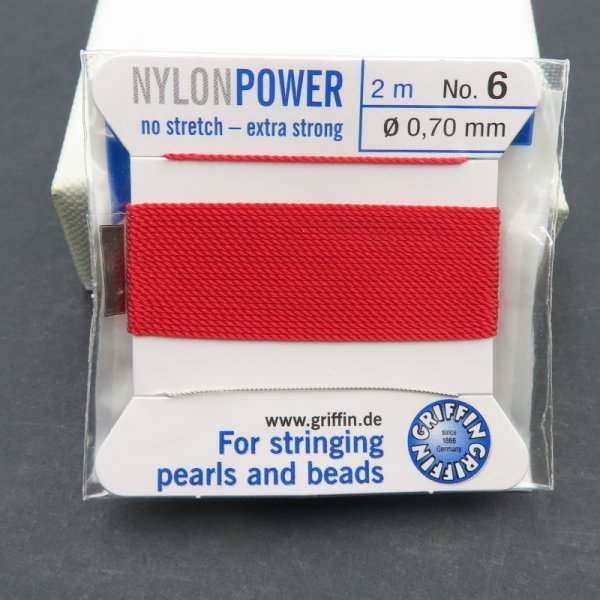 NYLONPOWER
no stretch – extra strong
2 m No. 6
Ø 0,70 mm
www.griffin.de
For stringing
pearls and beads
GRIFFIN GRIFFIN
since
1866
Germany